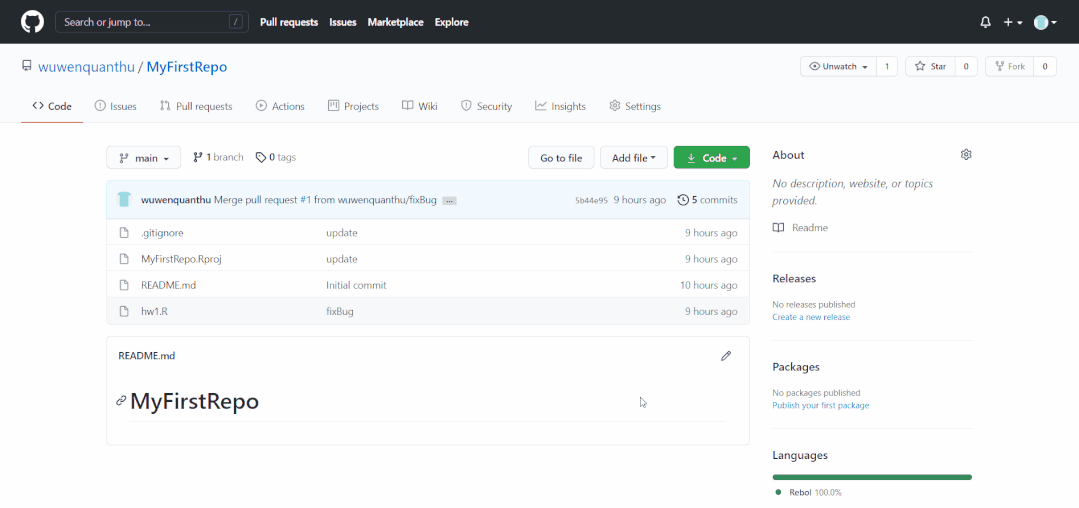 Search or jump to... / Pull requests Issues Marketplace Explore
wuwenquanthu / MyFirstRepo Unwatch 1 Star 0 Fork 0
Code Issues Pull requests Actions Projects Wiki Security Insights Settings
main 1 branch 0 tags Go to file Add file Code
wuwenquanthu Merge pull request #1 from wuwenquanthu/fixBug ... 5b44e95 9 hours ago 5 commits
.gitignore update 9 hours ago
MyFirstRepo.Rproj update 9 hours ago
README.md Initial commit 10 hours ago
hw1.R fixBug 9 hours ago
README.md
MyFirstRepo
About
No description, website, or topics
provided.
Readme
Releases
No releases published
Create a new release
Packages
No packages published
Publish your first package
Languages
Rebol 100.0%